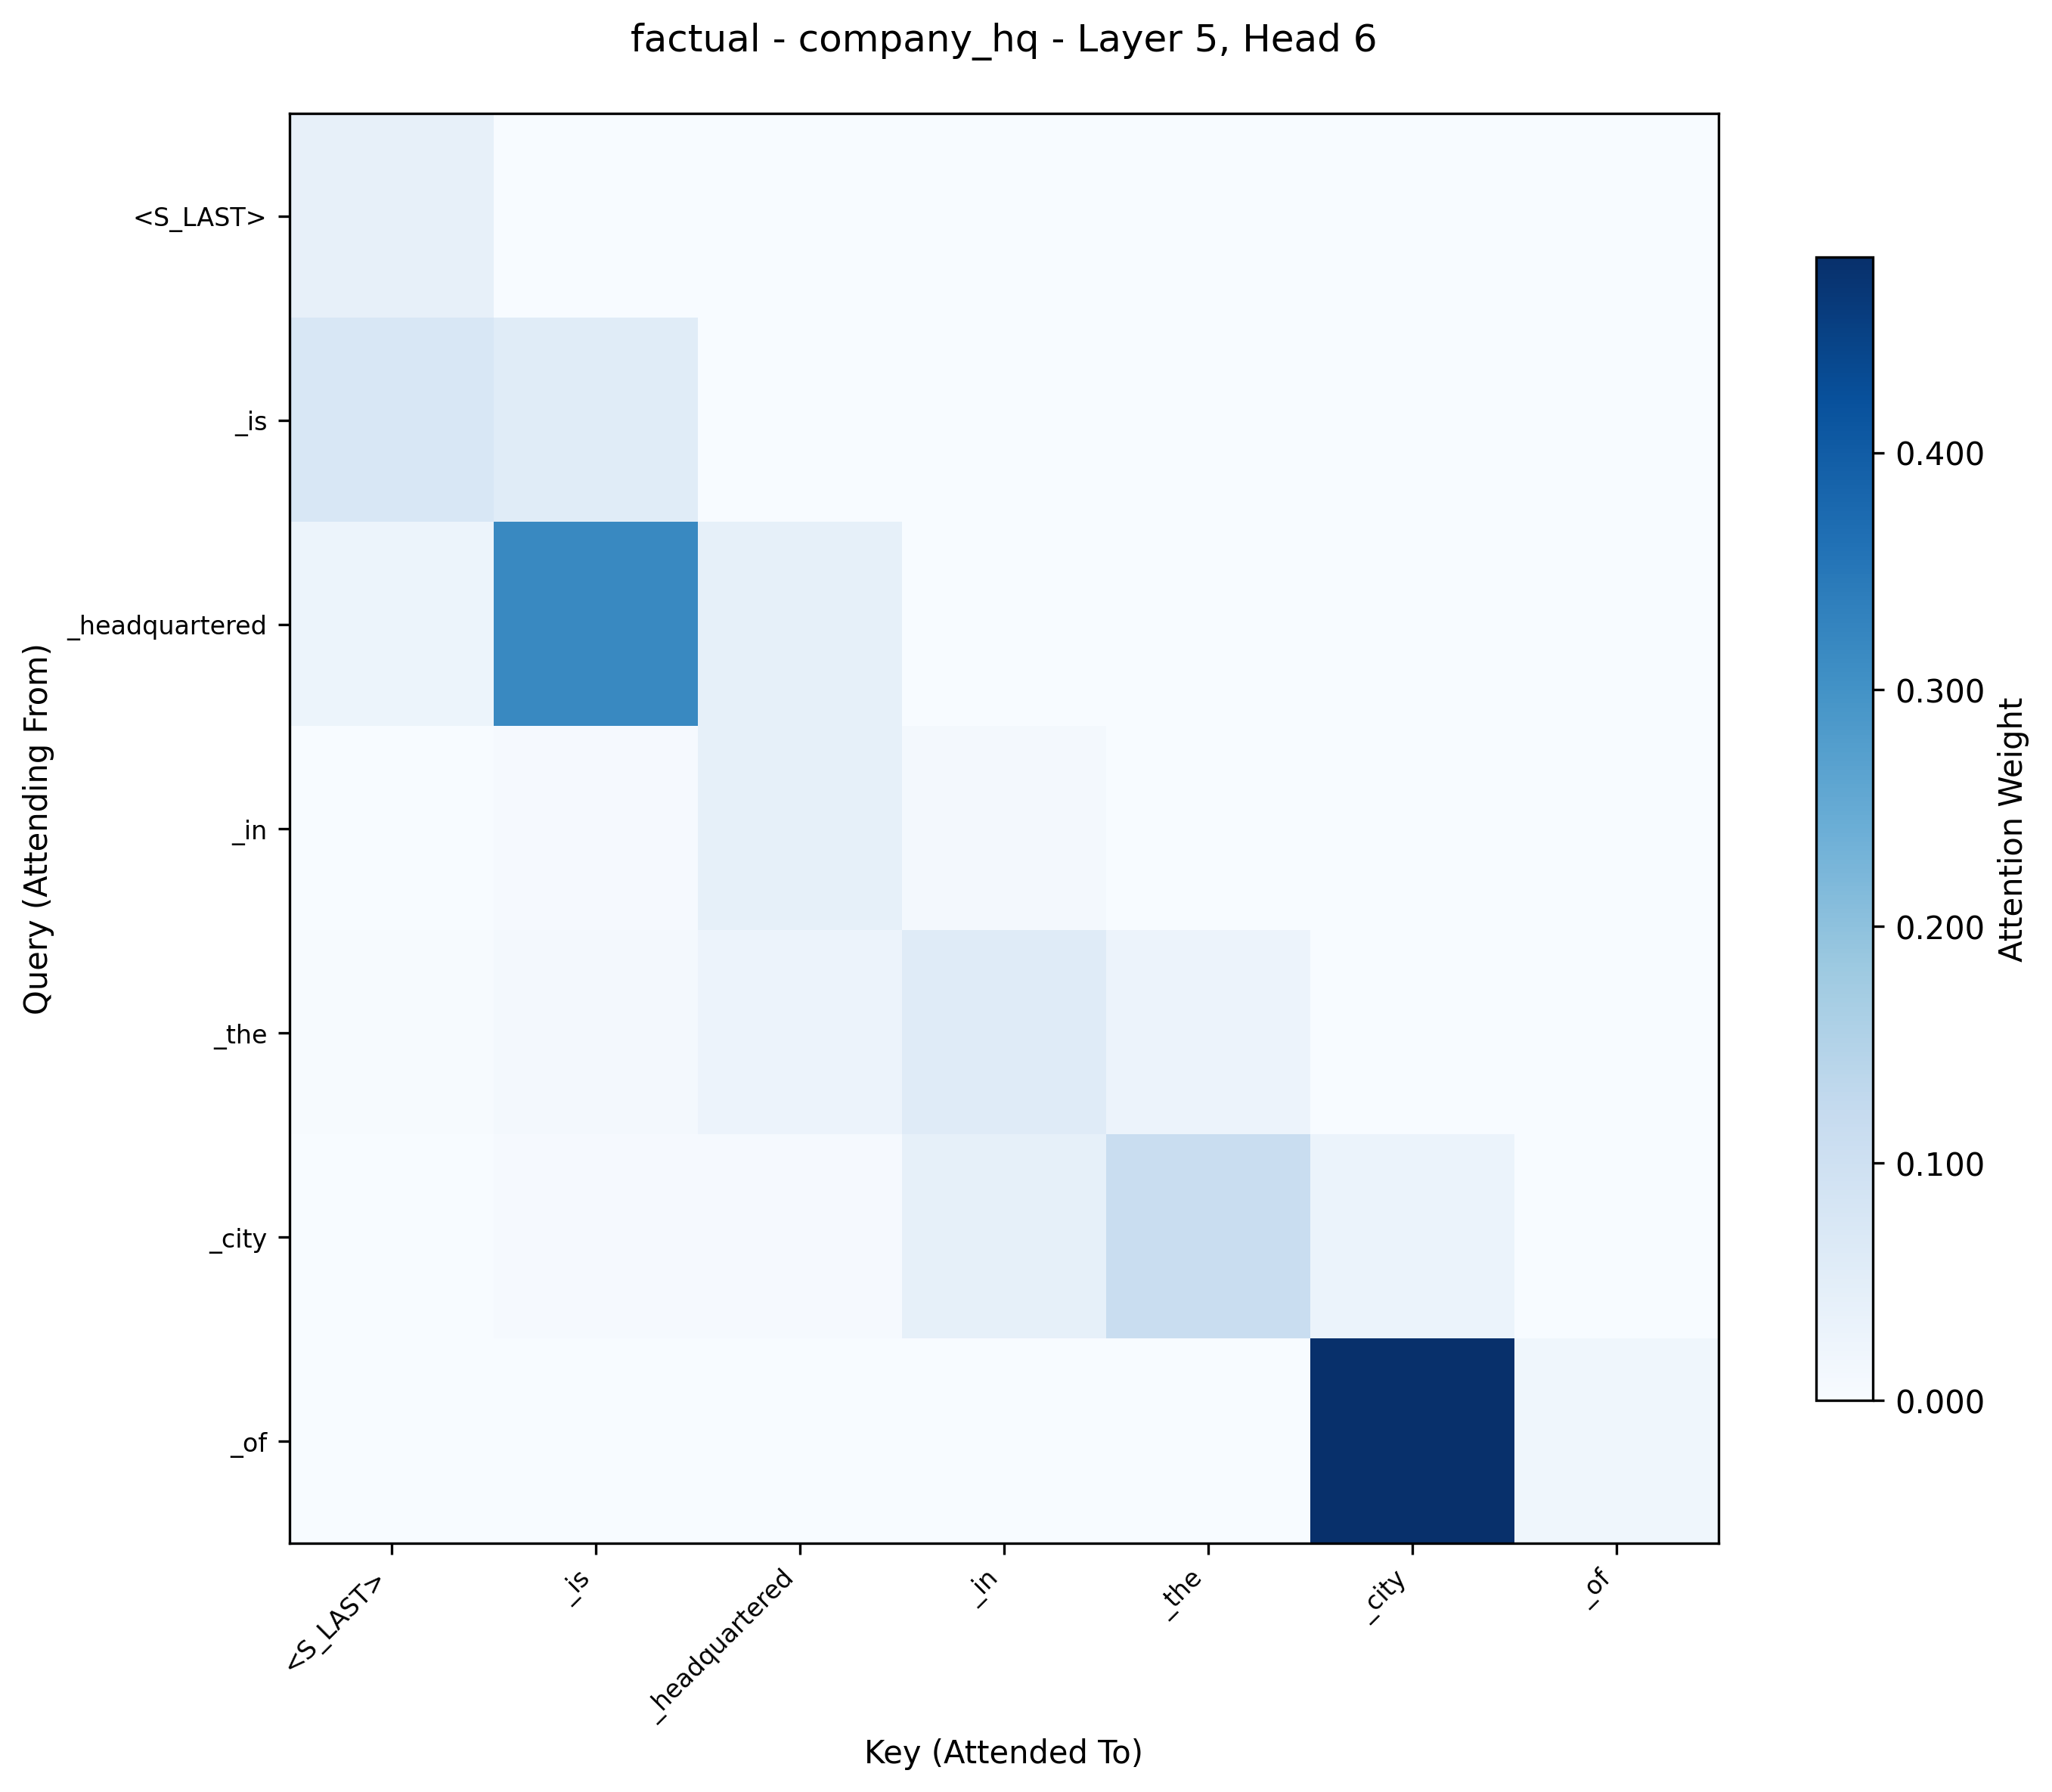 factual - company_hq - Layer 5, Head 6
Query (Attending From)
<S_LAST>
_is
_headquartered
_in
_the
_city
_of
<S_LAST>
_is
_headquartered
_in
_the
_city
_of
Key (Attended To)
0.400
0.300
0.200
0.100
0.000
Attention Weight